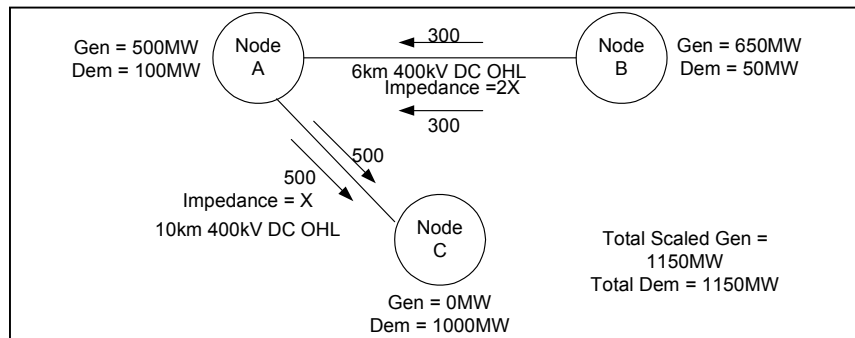 Gen = 500MW
Dem = 100MW
Node
A
300
6km 400kV DC OHL
Impedance =2X
300
Node
B
Gen = 650MW
Dem = 50MW
500
500
Impedance = X
10km 400kV DC OHL
Node
C
Gen = 0MW
Dem = 1000MW
Total Scaled Gen =
1150MW
Total Dem = 1150MW